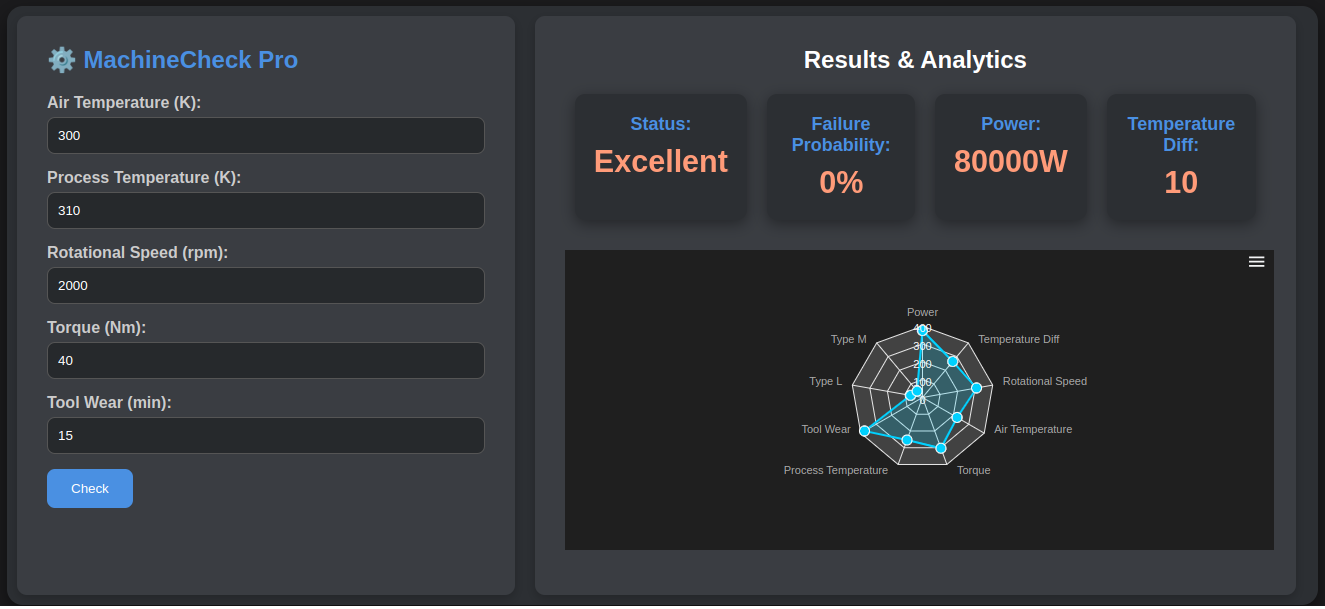 ⚙️ MachineCheck Pro
Air Temperature (K):
300
Process Temperature (K):
310
Rotational Speed (rpm):
2000
Torque (Nm):
40
Tool Wear (min):
15
Check
Results & Analytics
Status:
Excellent
Failure
Probability:
0%
Power:
80000W
Temperature
Diff:
10
Power
Temperature Diff
Rotational Speed
Air Temperature
Torque
Process Temperature
Tool Wear
Type L
Type M
400
300
200
100
0